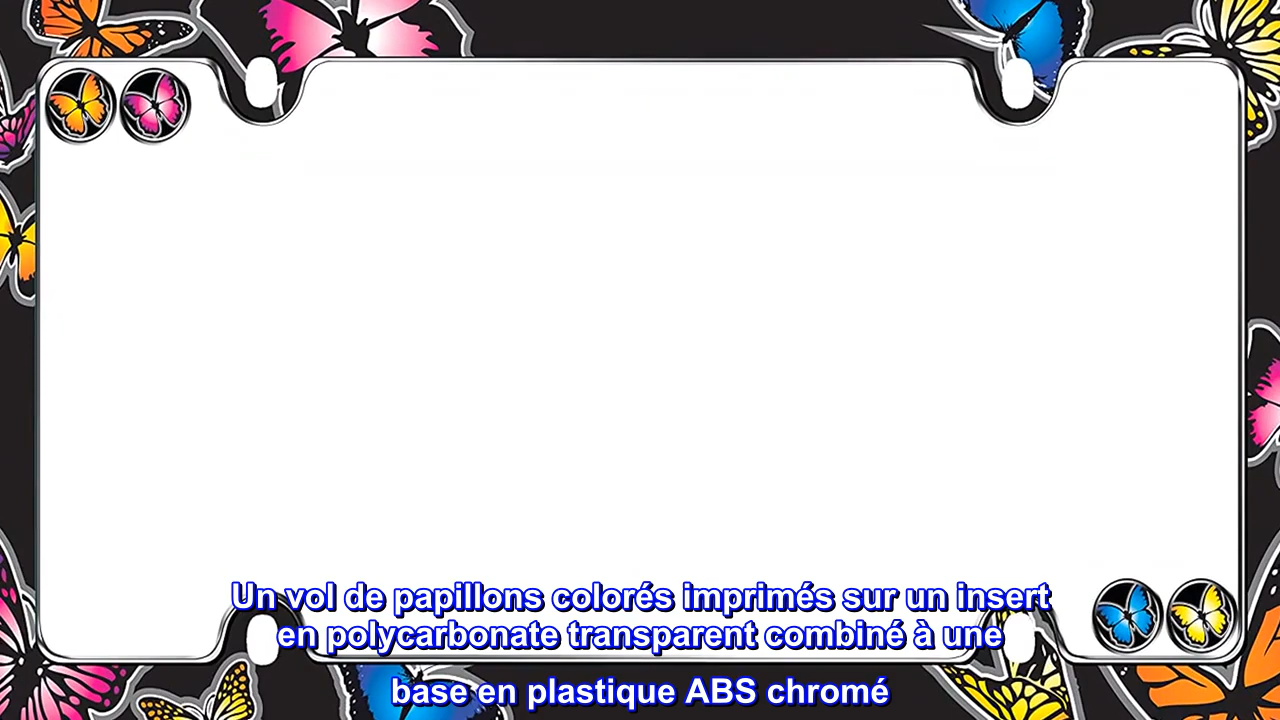 Un vol de papillons colorés imprimés sur un insert
en polycarbonate transparent combiné à une
base en plastique ABS chromé